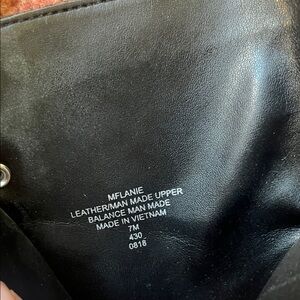 MFLANIE
LEATHER/MAN MADE UPPER
BALANCE MAN MADE
MADE IN VIETNAM
7M
430
0818